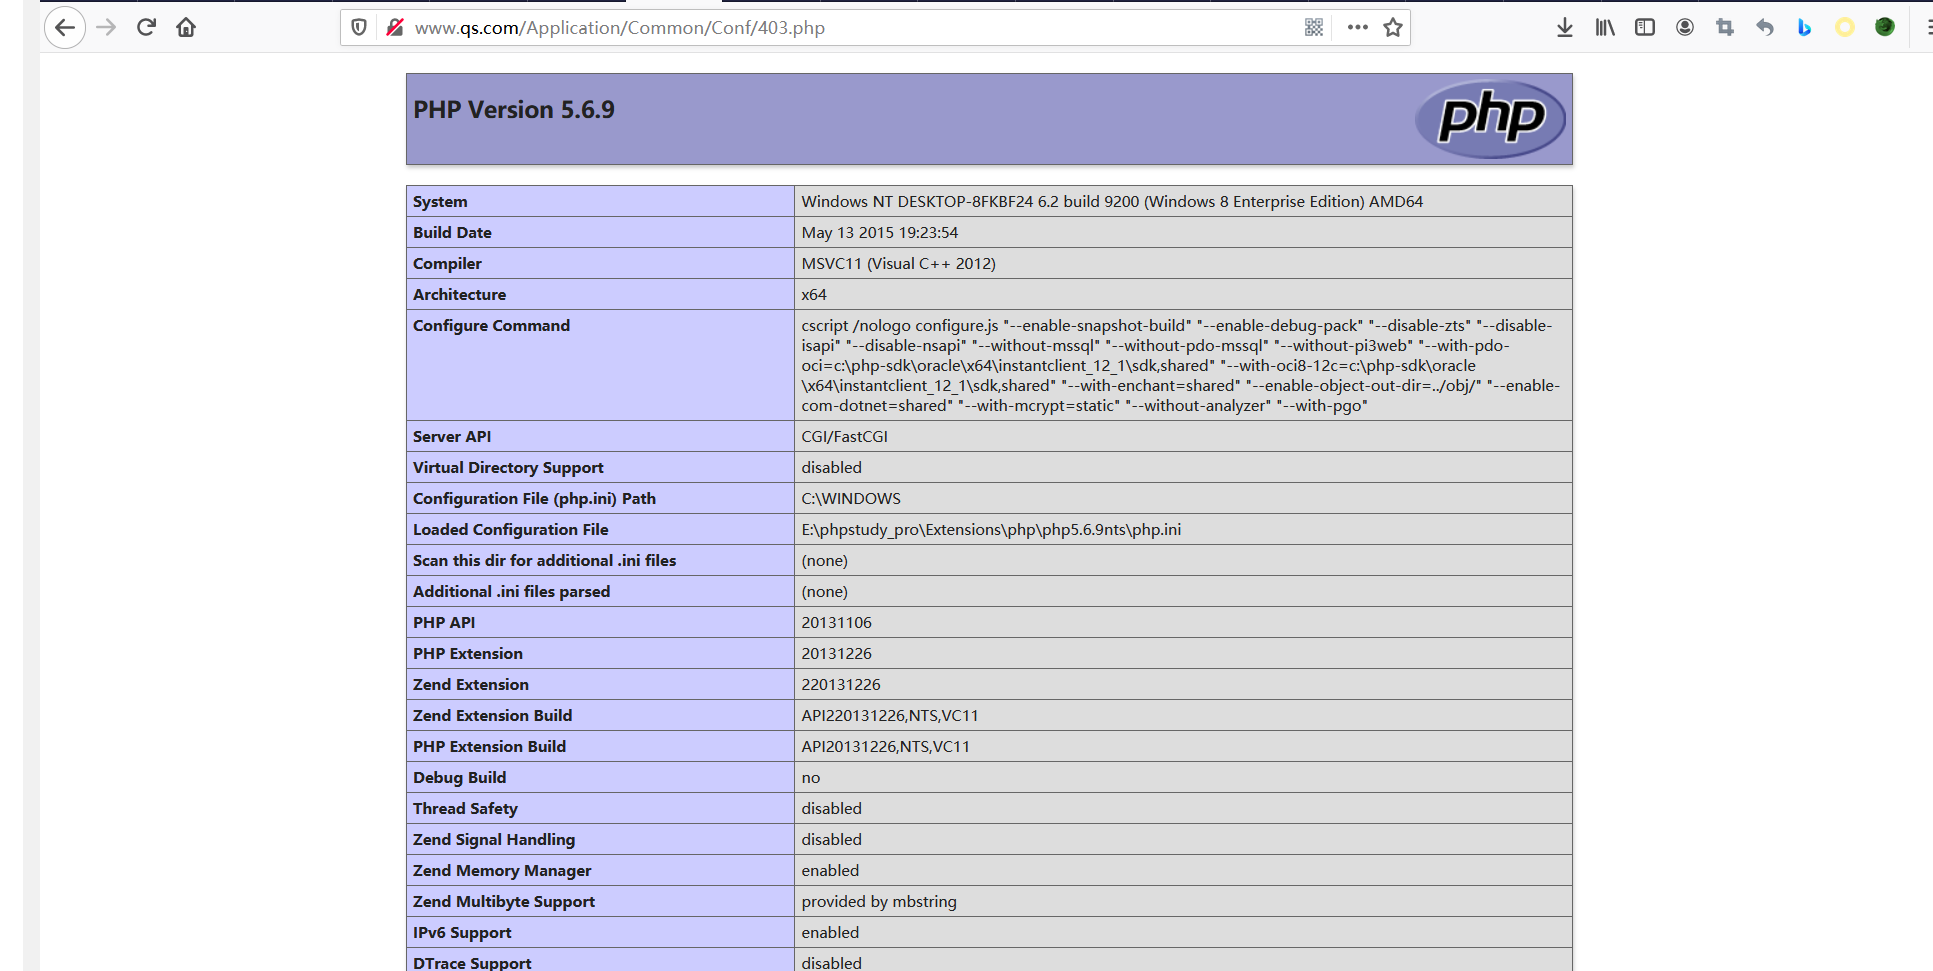 www.qs.com/Application/Common/Conf/403.php
PHP Version 5.6.9
php
System Windows NT DESKTOP-8FKBF24 6.2 build 9200 (Windows 8 Enterprise Edition) AMD64
Build Date May 13 2015 19:23:54
Compiler MSVC11 (Visual C++ 2012)
Architecture x64
Configure Command cscript /nologo configure.js "--enable-snapshot-build" "--enable-debug-pack" "--disable-zts" "--disable-
isapi" "--disable-nsapi" "--without-mssql" "--without-pdo-mssql" "--without-pi3web" "--with-pdo-
oci=c:\php-sdk\oracle\x64\instantclient_12_1\sdk,shared" "--with-oci8-12c=c:\php-sdk\oracle
\x64\instantclient_12_1\sdk,shared" "--with-enchant=shared" "--enable-object-out-dir=../obj/" "--enable-
com-dotnet=shared" "--with-mcrypt=static" "--without-analyzer" "--with-pgo"
Server API CGI/FastCGI
Virtual Directory Support disabled
Configuration File (php.ini) Path C:\WINDOWS
Loaded Configuration File E:\phpstudy_pro\Extensions\php\php5.6.9nts\php.ini
Scan this dir for additional .ini files (none)
Additional .ini files parsed (none)
PHP API 20131106
PHP Extension 20131226
Zend Extension 220131226
Zend Extension Build API220131226,NTS,VC11
PHP Extension Build API20131226,NTS,VC11
Debug Build no
Thread Safety disabled
Zend Signal Handling disabled
Zend Memory Manager enabled
Zend Multibyte Support provided by mbstring
IPv6 Support enabled
DTrace Support disabled